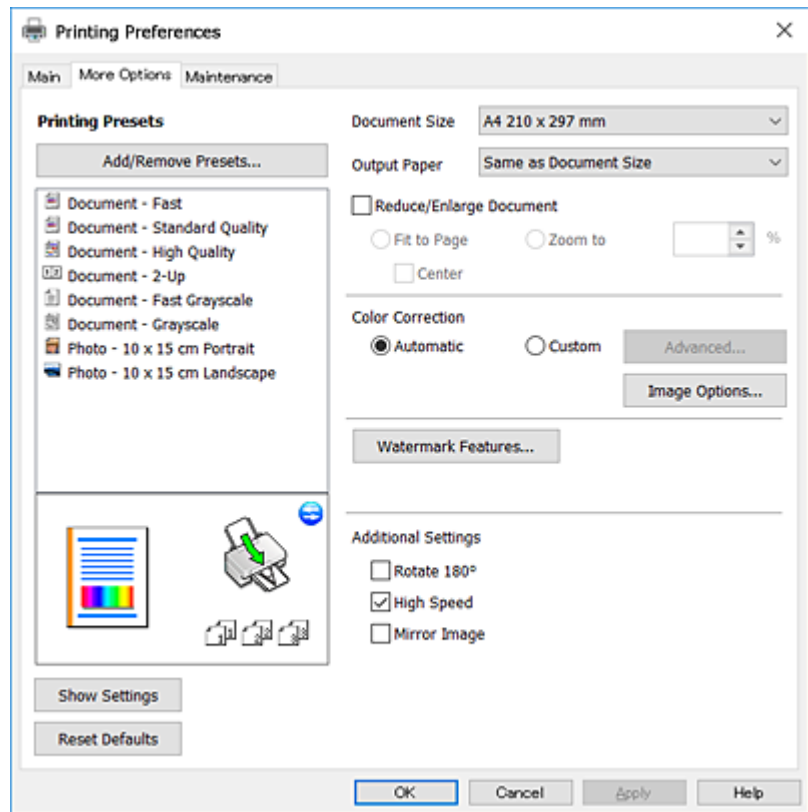 Printing Preferences
Main More Options Maintenance
Printing Presets
Add/Remove Presets...
Document - Fast
Document - Standard Quality
Document - High Quality
Document - 2-Up
Document - Fast Grayscale
Document - Grayscale
Photo - 10 x 15 cm Portrait
Photo - 10 x 15 cm Landscape
Show Settings
Reset Defaults
Document Size A4 210 x 297 mm
Output Paper Same as Document Size
Reduce/Enlarge Document
Fit to Page Zoom to %
Center
Color Correction
Automatic Custom Advanced...
Image Options...
Watermark Features...
Additional Settings
Rotate 180°
High Speed
Mirror Image
OK Cancel Apply Help